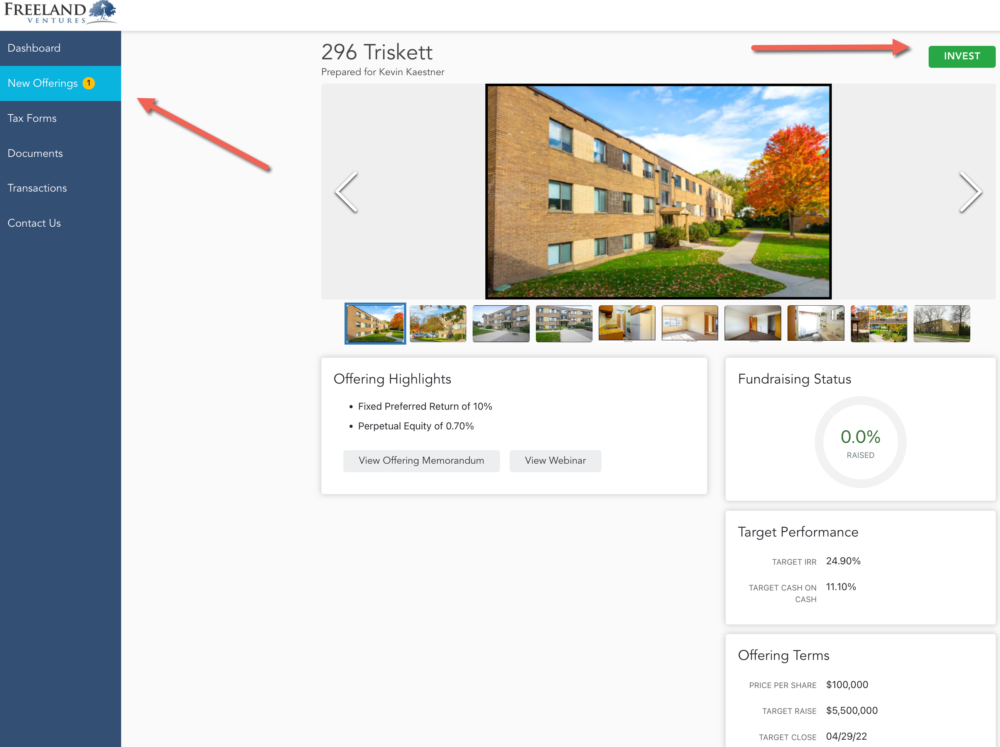 FREELAND
VENTURES
Dashboard
New Offerings 1
Tax Forms
Documents
Transactions
Contact Us
296 Triskett
Prepared for Kevin Kaestner
INVEST
Offering Highlights
• Fixed Preferred Return of 10%
• Perpetual Equity of 0.70%
View Offering Memorandum
View Webinar
Fundraising Status
0.0%
RAISED
Target Performance
TARGET IRR 24.90%
TARGET CASH ON 11.10%
CASH
Offering Terms
PRICE PER SHARE $100,000
TARGET RAISE $5,500,000
TARGET CLOSE 04/29/22